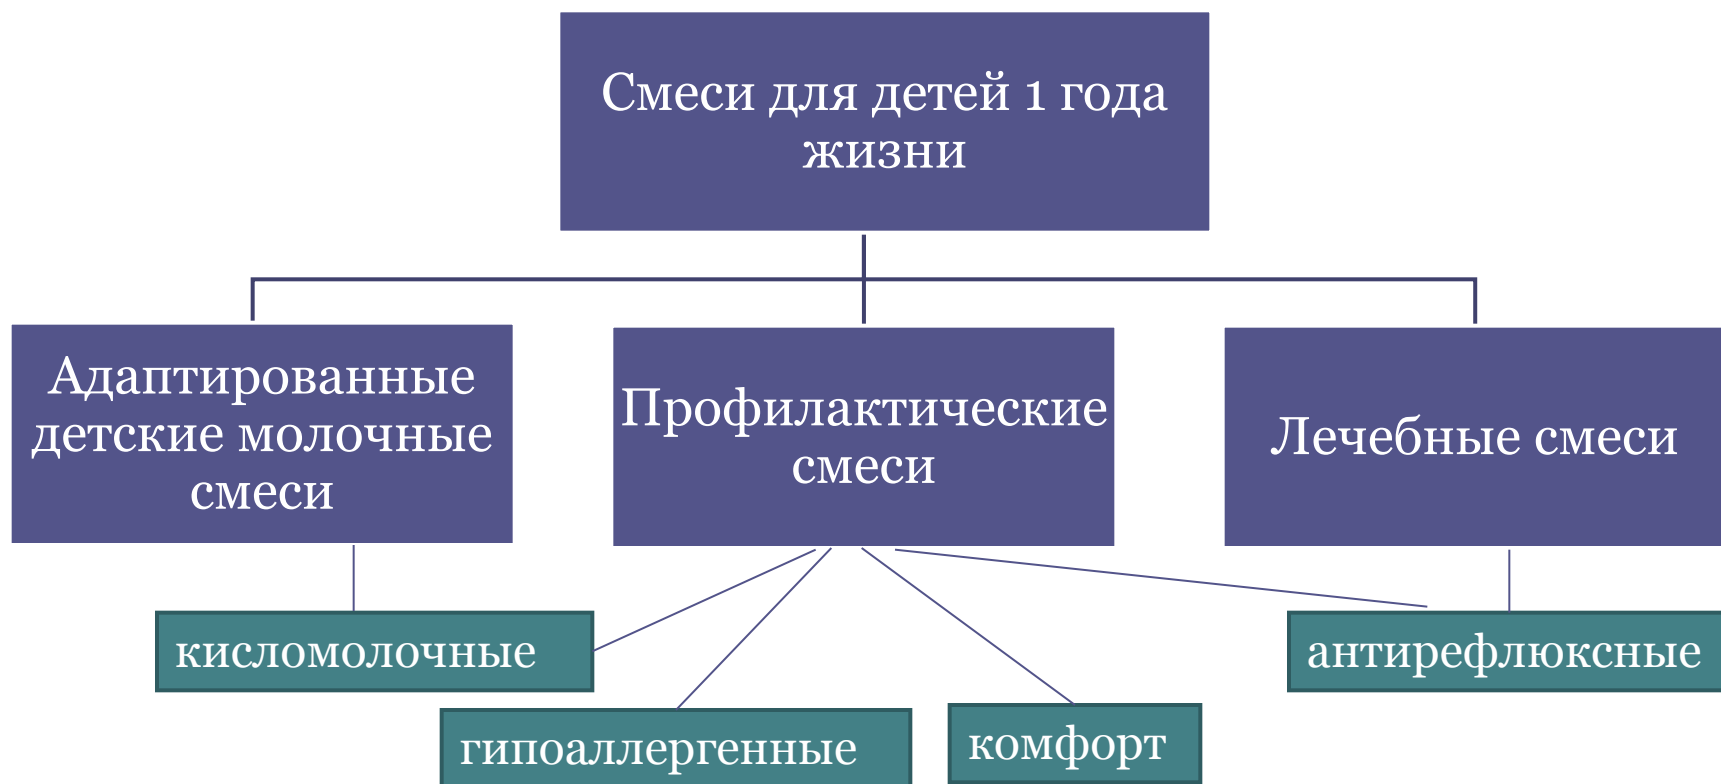 Смеси для детей 1 года
жизни
Адаптированные
детские молочные
смеси
Профилактические
смеси
Лечебные смеси
кисломолочные
антирефлюксные
гипоаллергенные
комфорт